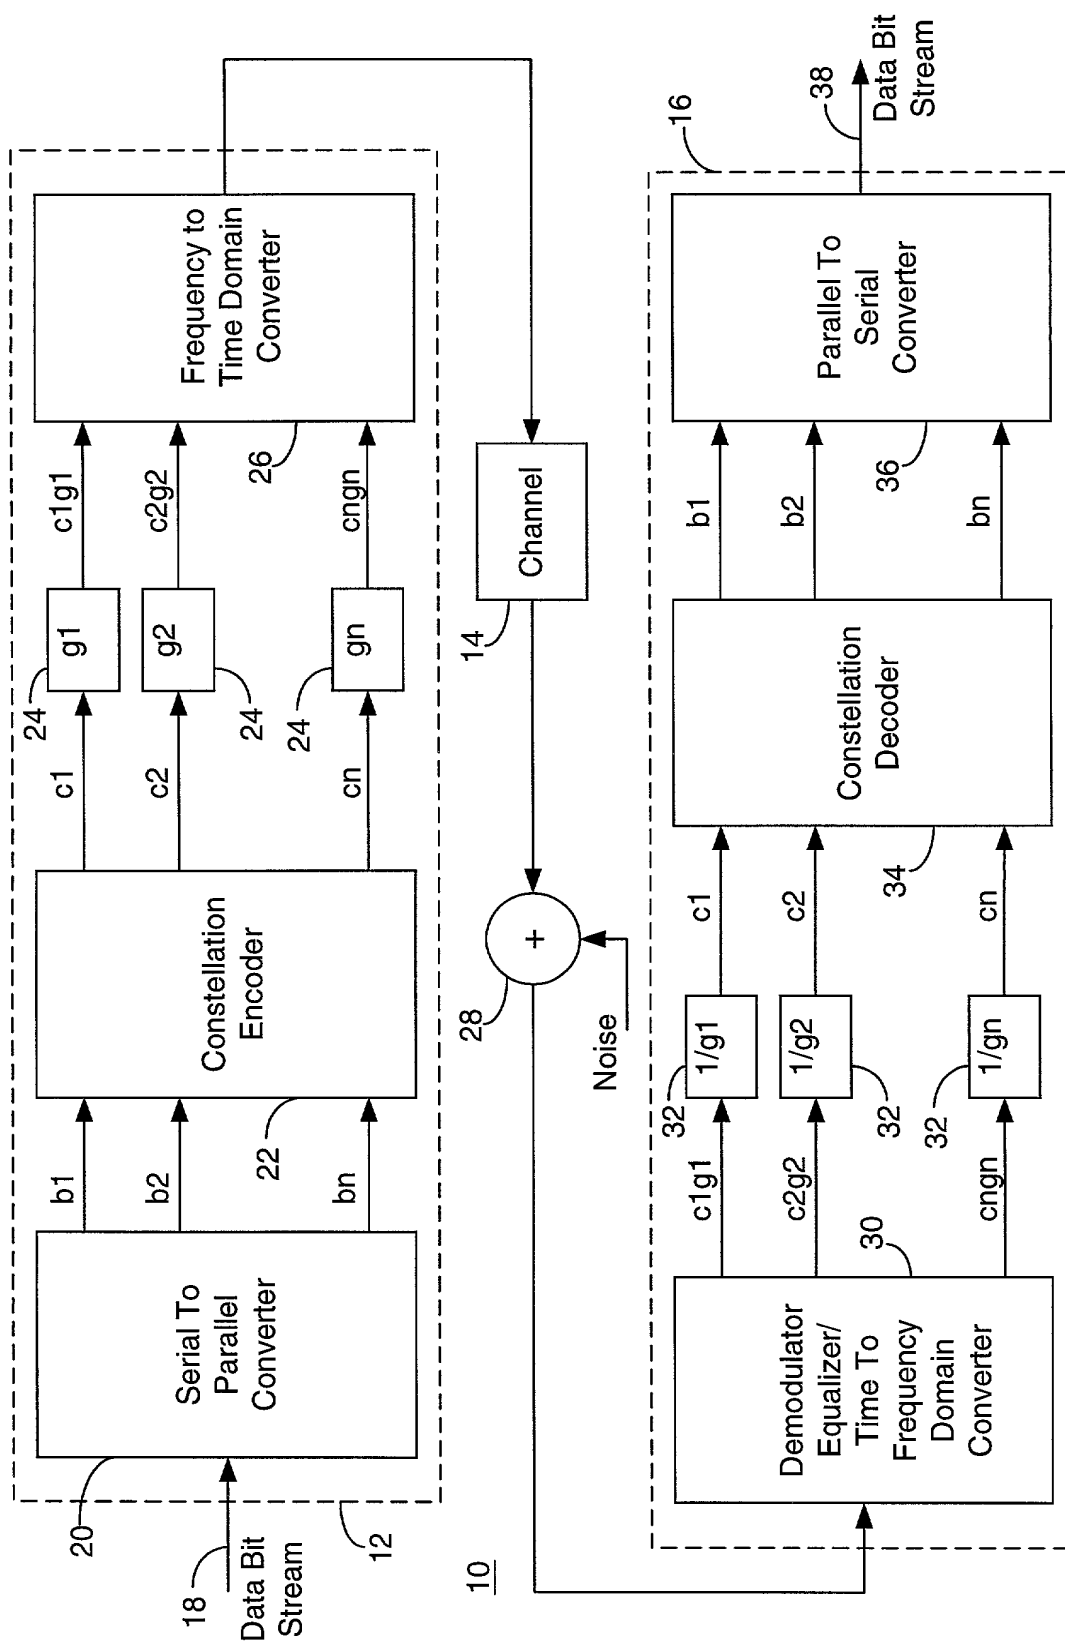 18
Data Bit
Stream
20
Serial To
Parallel
Converter
12
b1
b2
bn
22
Constellation
Encoder
c1
c2
cn
24
g1
24
g2
24
gn
c1g1
c2g2
cngn
26
Frequency to
Time Domain
Converter
10
14
Channel
28
+
Noise
16
30
Demodulator
Equalizer/
Time To
Frequency
Domain
Converter
c1g1
c2g2
cngn
32
1/g1
32
1/g2
32
1/gn
c1
c2
cn
34
Constellation
Decoder
b1
b2
bn
36
Parallel To
Serial
Converter
38
Data Bit
Stream